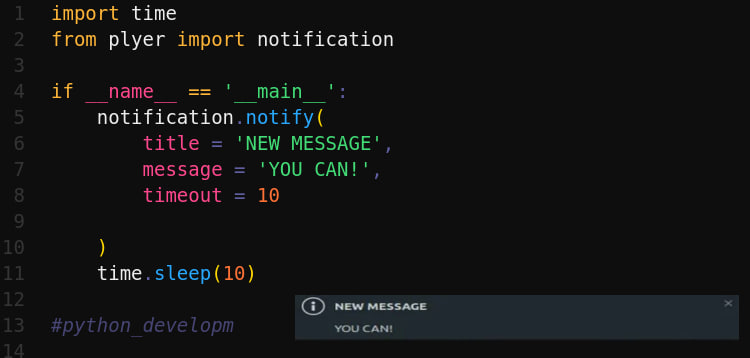 1 import time
2 from plyer import notification
3
4 if __name__ == '__main__':
5     notification.notify(
6         title = 'NEW MESSAGE',
7         message = 'YOU CAN!',
8         timeout = 10
9
10     )
11     time.sleep(10)
12
13 #python_developm
14
NEW MESSAGE ×
YOU CAN!